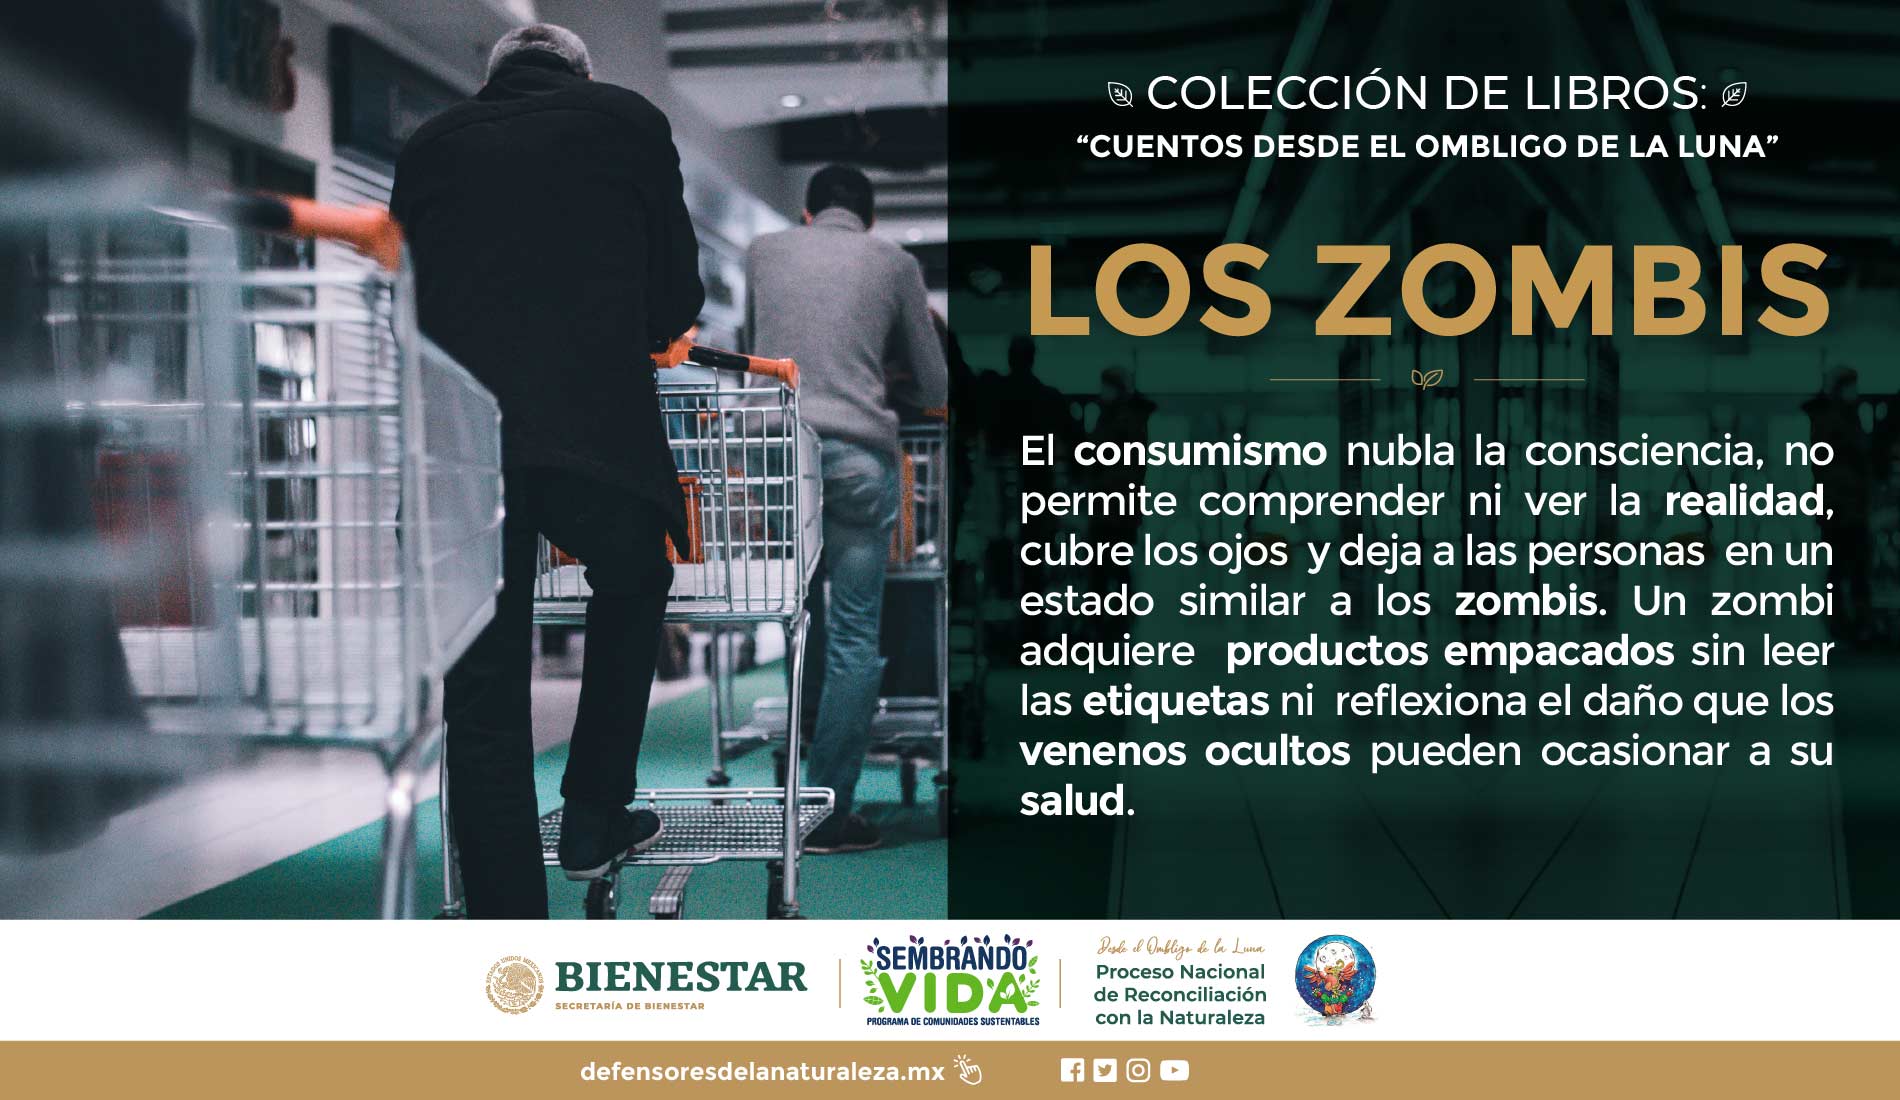 COLECCIÓN DE LIBROS:
“CUENTOS DESDE EL OMBLIGO DE LA LUNA”
LOS ZOMBIS
El consumismo nubla la consciencia, no
permite comprender ni ver la realidad,
cubre los ojos y deja a las personas en un
estado similar a los zombis. Un zombi
adquiere productos empacados sin leer
las etiquetas ni reflexiona el daño que los
venenos ocultos pueden ocasionar a su
salud.
ESTADOS UNIDOS MEXICANOS
BIENESTAR
SECRETARÍA DE BIENESTAR
SEMBRANDO
VIDA
PROGRAMA DE COMUNIDADES SUSTENTABLES
Desde el Ombligo de la Luna
Proceso Nacional
de Reconciliación
con la Naturaleza
defensoresdelanaturaleza.mx